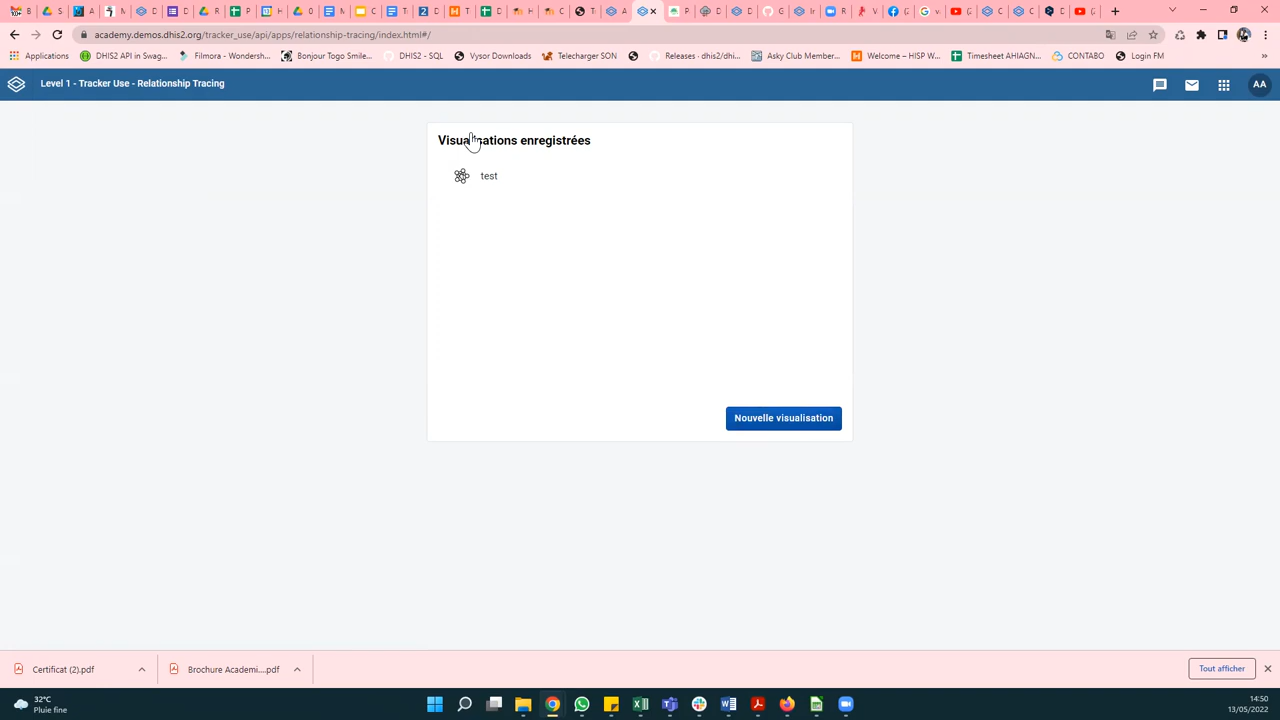 academy.demos.dhis2.org/tracker_use/api/apps/relationship-tracing/index.html#/
Applications
DHIS2 API in Swag...
Filmora - Wondersh...
Bonjour Togo Smile...
DHIS2 - SQL
Vysor Downloads
Telecharger SON
Releases · dhis2/dhi...
Asky Club Member...
Welcome – HISP W...
Timesheet AHIAGN...
CONTABO
Login FM
»
Level 1 - Tracker Use - Relationship Tracing
AA
Visualisations enregistrées
test
Nouvelle visualisation
Certificat (2).pdf
Brochure Academi....pdf
Tout afficher
32°C
Pluie fine
14:50
13/05/2022